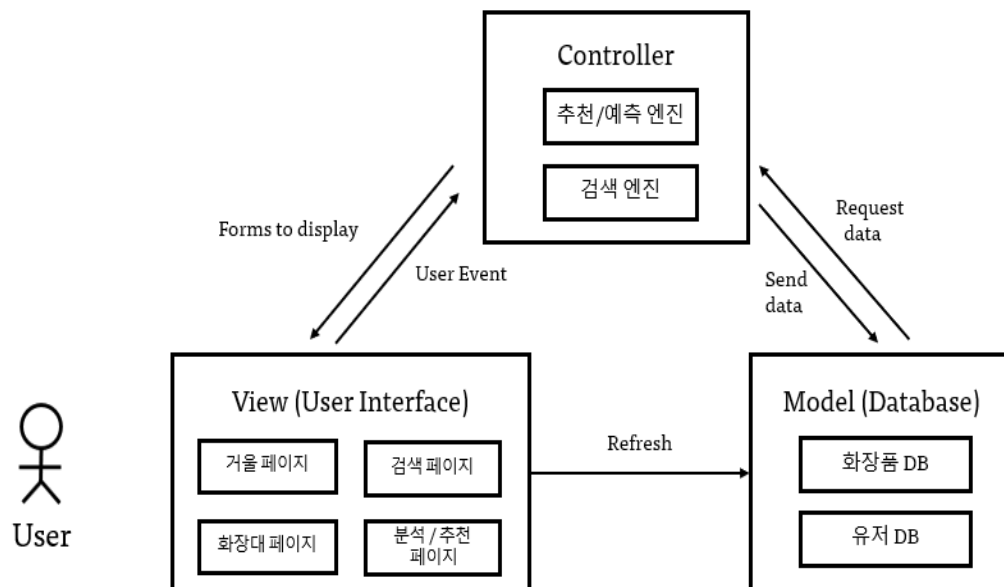 Controller
추천/예측 엔진
검색 엔진
Forms to display
User Event
Request
data
Send
data
View (User Interface)
거울 페이지
검색 페이지
화장대 페이지
분석 / 추천
페이지
Refresh
Model (Database)
화장품 DB
유저 DB
User